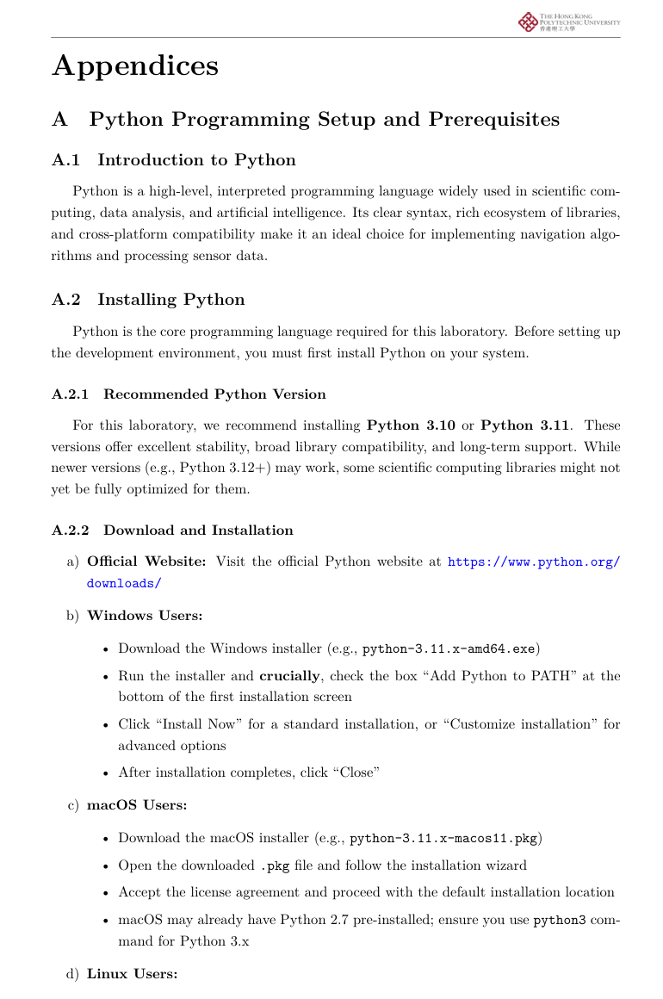 THE HONG KONG
POLYTECHNIC UNIVERSITY
香港理工大學
Appendices
A Python Programming Setup and Prerequisites
A.1 Introduction to Python
Python is a high-level, interpreted programming language widely used in scientific com-
puting, data analysis, and artificial intelligence. Its clear syntax, rich ecosystem of libraries,
and cross-platform compatibility make it an ideal choice for implementing navigation algo-
rithms and processing sensor data.
A.2 Installing Python
Python is the core programming language required for this laboratory. Before setting up
the development environment, you must first install Python on your system.
A.2.1 Recommended Python Version
For this laboratory, we recommend installing Python 3.10 or Python 3.11. These
versions offer excellent stability, broad library compatibility, and long-term support. While
newer versions (e.g., Python 3.12+) may work, some scientific computing libraries might not
yet be fully optimized for them.
A.2.2 Download and Installation
a) Official Website: Visit the official Python website at https://www.python.org/
downloads/
b) Windows Users:
• Download the Windows installer (e.g., python-3.11.x-amd64.exe)
• Run the installer and crucially, check the box “Add Python to PATH” at the
bottom of the first installation screen
• Click “Install Now” for a standard installation, or “Customize installation” for
advanced options
• After installation completes, click “Close”
c) macOS Users:
• Download the macOS installer (e.g., python-3.11.x-macos11.pkg)
• Open the downloaded .pkg file and follow the installation wizard
• Accept the license agreement and proceed with the default installation location
• macOS may already have Python 2.7 pre-installed; ensure you use python3 com-
mand for Python 3.x
d) Linux Users: